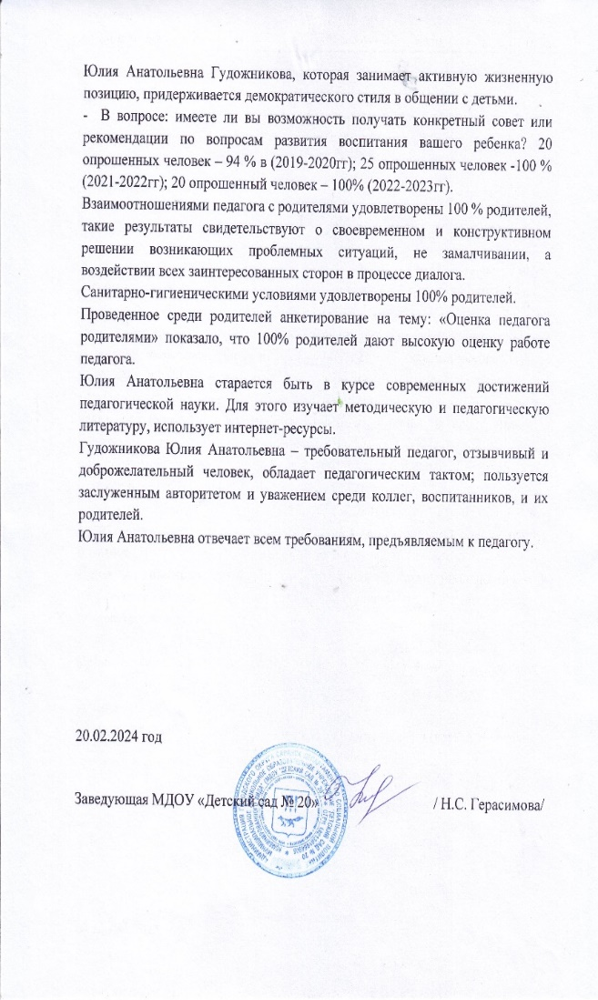 Юлия Анатольевна Гудожникова, которая занимает активную жизненную
позицию, придерживается демократического стиля в общении с детьми.
- В вопросе: имеете ли вы возможность получать конкретный совет или
рекомендации по вопросам развития воспитания вашего ребенка? 20
опрошенных человек – 94 % в (2019-2020гг); 25 опрошенных человек -100 %
(2021-2022гг); 20 опрошенный человек – 100% (2022-2023гг).
Взаимоотношениями педагога с родителями удовлетворены 100 % родителей,
такие результаты свидетельствуют о своевременном и конструктивном
решении возникающих проблемных ситуаций, не замалчивании, а
воздействии всех заинтересованных сторон в процессе диалога.
Санитарно-гигиеническими условиями удовлетворены 100% родителей.
Проведенное среди родителей анкетирование на тему: «Оценка педагога
родителями» показало, что 100% родителей дают высокую оценку работе
педагога.
Юлия Анатольевна старается быть в курсе современных достижений
педагогической науки. Для этого изучает методическую и педагогическую
литературу, использует интернет-ресурсы.
Гудожникова Юлия Анатольевна – требовательный педагог, отзывчивый и
доброжелательный человек, обладает педагогическим тактом; пользуется
заслуженным авторитетом и уважением среди коллег, воспитанников, и их
родителей.
Юлия Анатольевна отвечает всем требованиям, предъявляемым к педагогу.
20.02.2024 год
Заведующая МДОУ «Детский сад № 20» / Н.С. Герасимова/